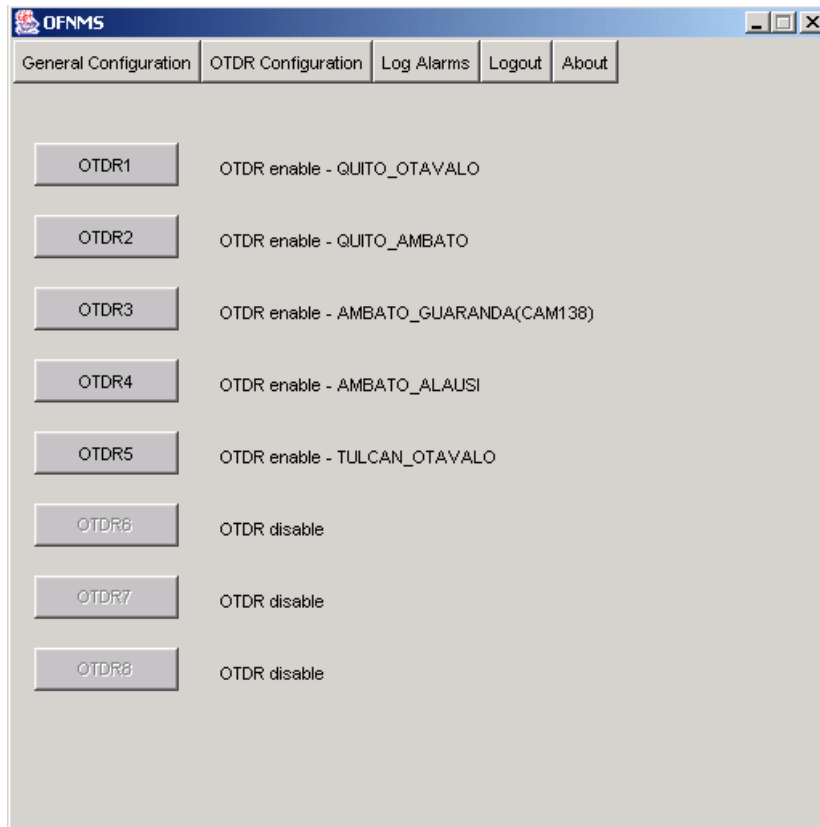 OFNMS
General Configuration OTDR Configuration Log Alarms Logout About
OTDR1 OTDR enable - QUITO_OTAVALO
OTDR2 OTDR enable - QUITO_AMBATO
OTDR3 OTDR enable - AMBATO_GUARANDA(CAM138)
OTDR4 OTDR enable - AMBATO_ALAUSI
OTDR5 OTDR enable - TULCAN_OTAVALO
OTDR6 OTDR disable
OTDR7 OTDR disable
OTDR8 OTDR disable